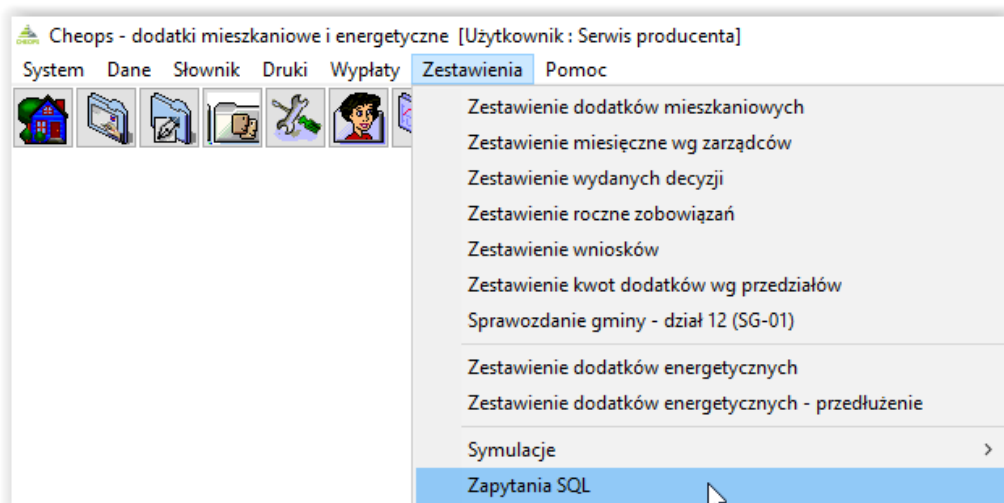 CHEOPS
Cheops - dodatki mieszkaniowe i energetyczne [Użytkownik : Serwis producenta]
System Dane Słownik Druki Wypłaty Zestawienia Pomoc
Zestawienie dodatków mieszkaniowych
Zestawienie miesięczne wg zarządców
Zestawienie wydanych decyzji
Zestawienie roczne zobowiązań
Zestawienie wniosków
Zestawienie kwot dodatków wg przedziałów
Sprawozdanie gminy - dział 12 (SG-01)
Zestawienie dodatków energetycznych
Zestawienie dodatków energetycznych - przedłużenie
Symulacje
Zapytania SQL